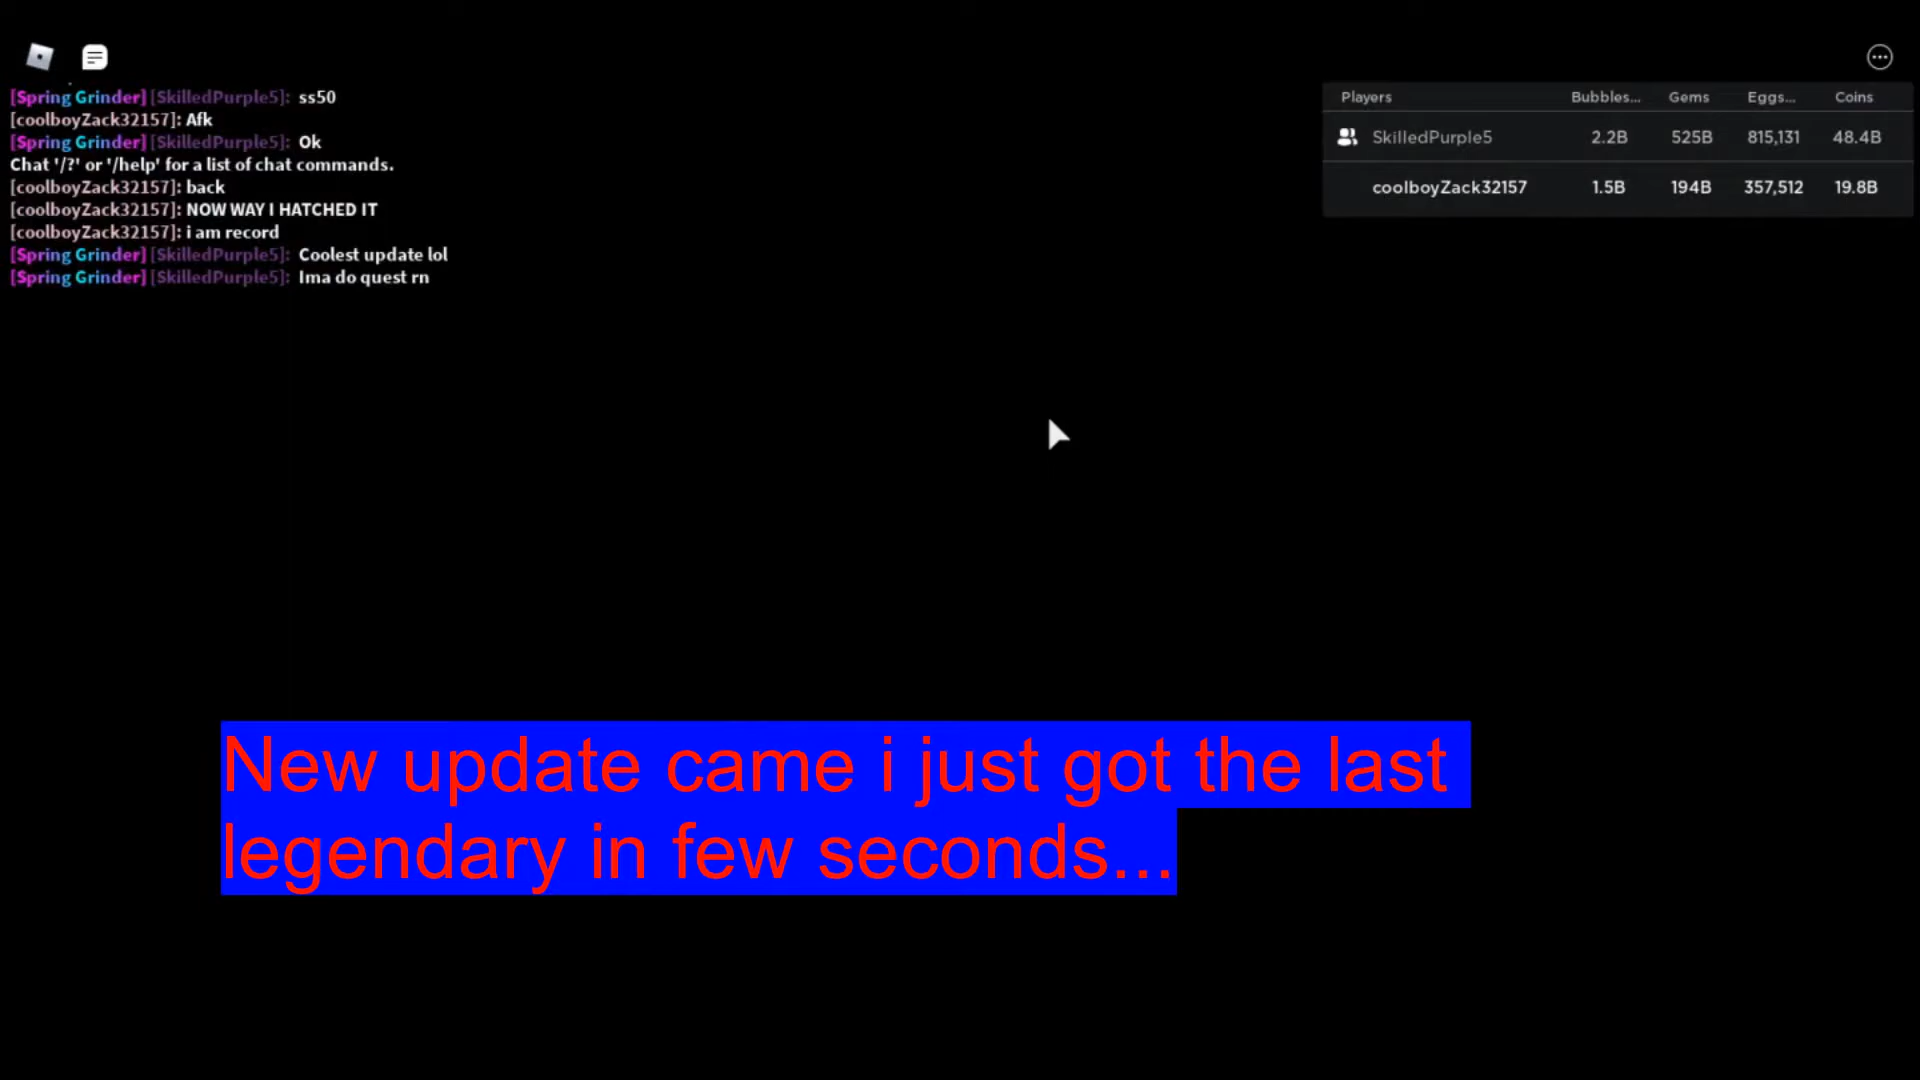 [Spring Grinder] [SkilledPurple5]: ss50
[coolboyZack32157]: Afk
[Spring Grinder] [SkilledPurple5]: Ok
Chat '/?' or '/help' for a list of chat commands.
[coolboyZack32157]: back
[coolboyZack32157]: NOW WAY I HATCHED IT
[coolboyZack32157]: i am record
[Spring Grinder] [SkilledPurple5]: Coolest update lol
[Spring Grinder] [SkilledPurple5]: Ima do quest rn
Players Bubbles... Gems Eggs... Coins
SkilledPurple5 2.2B 525B 815,131 48.4B
coolboyZack32157 1.5B 194B 357,512 19.8B
New update came i just got the last
legendary in few seconds...